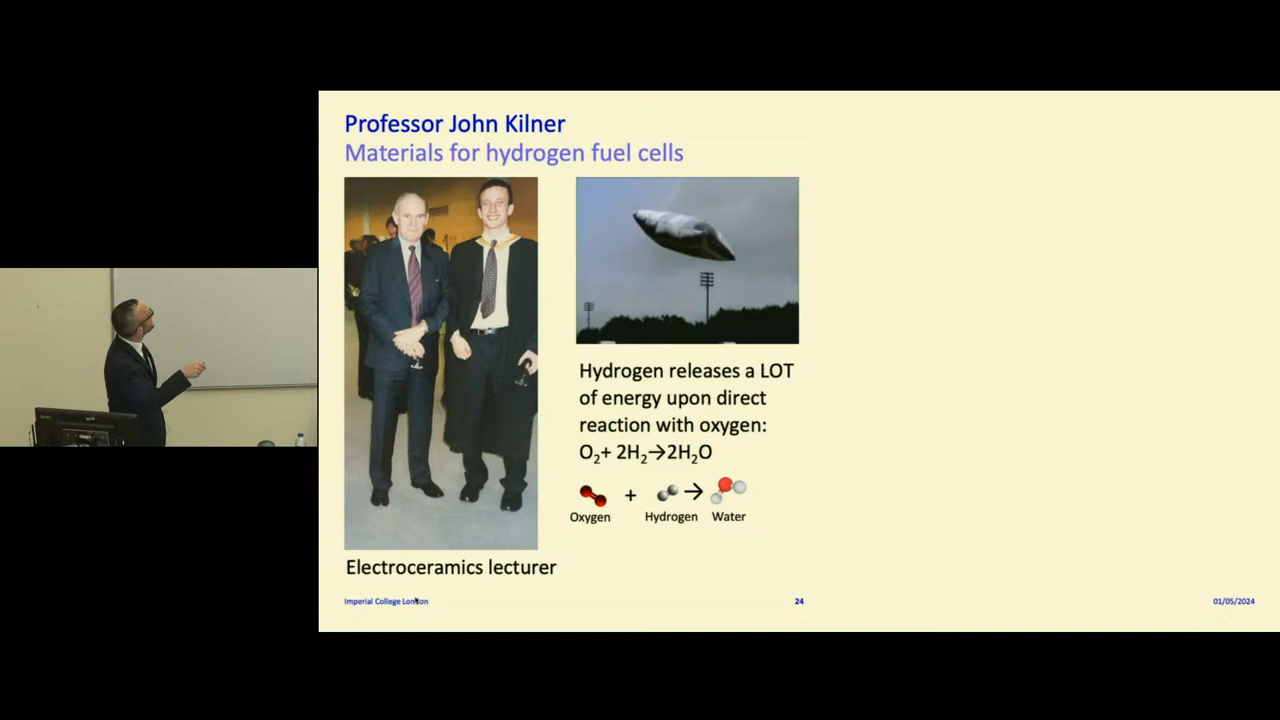 Professor John Kilner
Materials for hydrogen fuel cells
Hydrogen releases a LOT
of energy upon direct
reaction with oxygen:
O₂+ 2H₂→2H₂O
+ →
Oxygen Hydrogen Water
Electroceramics lecturer
Imperial College London 24 01/05/2024